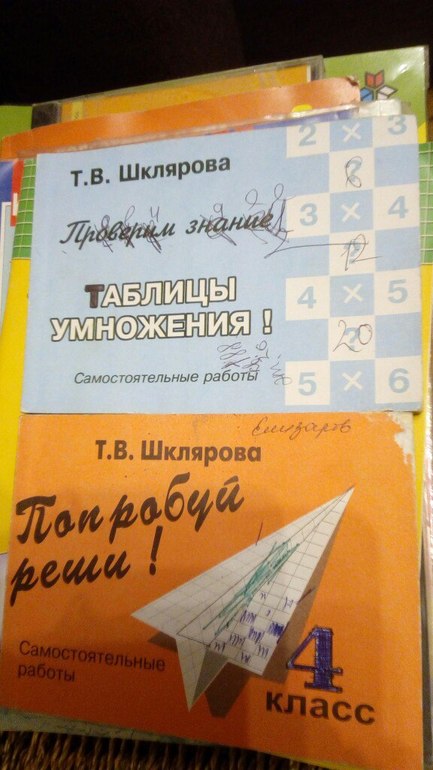 2 × 3
Т.В. Шклярова
6
Проверим знание
3 × 4
12
ТАБЛИЦЫ
УМНОЖЕНИЯ !
4 × 5
20
Самостоятельные работы
5 × 6
Т.В. Шклярова
Попробуй
реши !
Самостоятельные
работы
4
класс